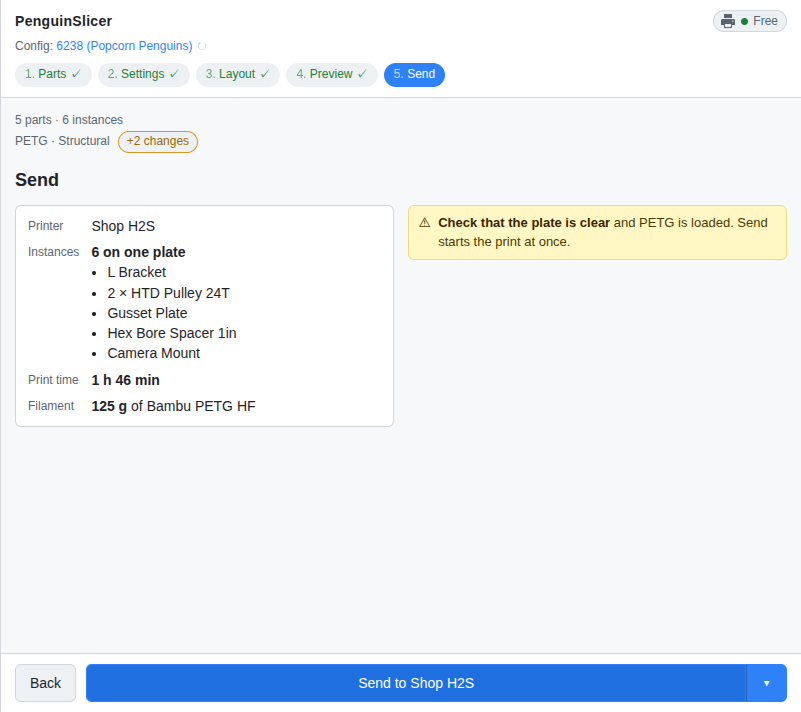 PenguinSlicer
Free
Config: 6238 (Popcorn Penguins)
1. Parts ✓ 2. Settings ✓ 3. Layout ✓ 4. Preview ✓ 5. Send
5 parts · 6 instances
PETG · Structural +2 changes
Send
Printer Shop H2S
Instances 6 on one plate
• L Bracket
• 2 × HTD Pulley 24T
• Gusset Plate
• Hex Bore Spacer 1in
• Camera Mount
Print time 1 h 46 min
Filament 125 g of Bambu PETG HF
⚠ Check that the plate is clear and PETG is loaded. Send
starts the print at once.
Back Send to Shop H2S ▼